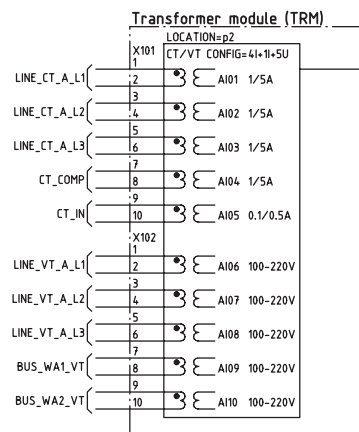 Transformer module (TRM)
LOCATION=p2
X101 CT/VT CONFIG=4I+1I+5U
1
LINE_CT_A_L1 2 AI01 1/5A
3
LINE_CT_A_L2 4 AI02 1/5A
5
LINE_CT_A_L3 6 AI03 1/5A
7
CT_COMP 8 AI04 1/5A
9
CT_IN 10 AI05 0.1/0.5A
X102
1
LINE_VT_A_L1 2 AI06 100-220V
3
LINE_VT_A_L2 4 AI07 100-220V
5
LINE_VT_A_L3 6 AI08 100-220V
7
BUS_WA1_VT 8 AI09 100-220V
9
BUS_WA2_VT 10 AI10 100-220V